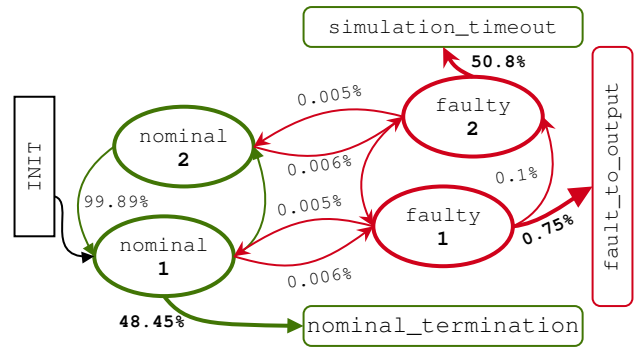 simulation_timeout
50.8%
0.005%
faulty
2
nominal
2
0.006%
0.1%
fault_to_output
INIT
99.89%
0.005%
faulty
1
0.75%
nominal
1
0.006%
48.45%
nominal_termination